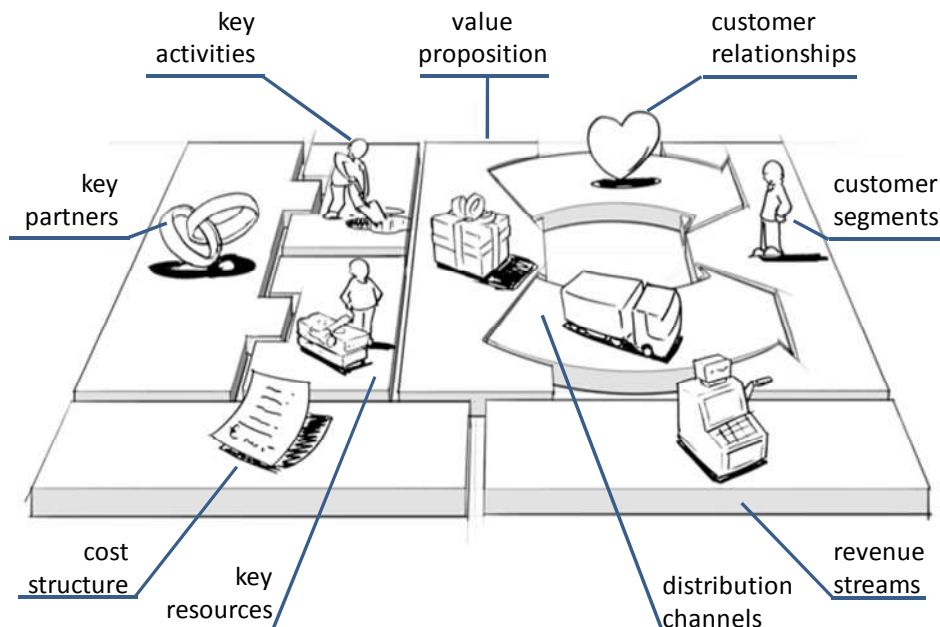 key
activities
value
proposition
customer
relationships
key
partners
customer
segments
cost
structure
key
resources
distribution
channels
revenue
streams